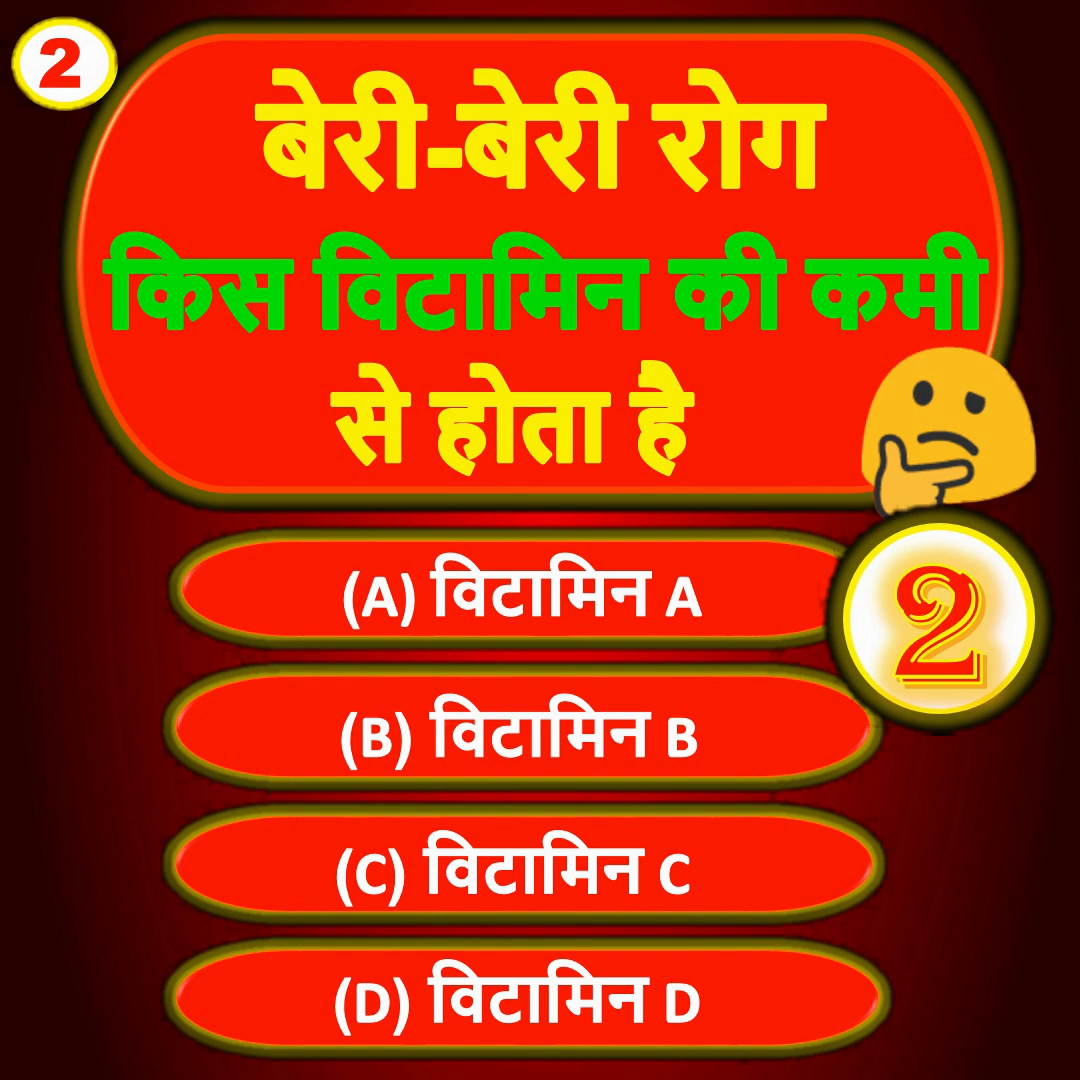 2
बेरी-बेरी रोग
किस विटामिन की कमी
से होता है
(A) विटामिन A
2
(B) विटामिन B
(C) विटामिन C
(D) विटामिन D